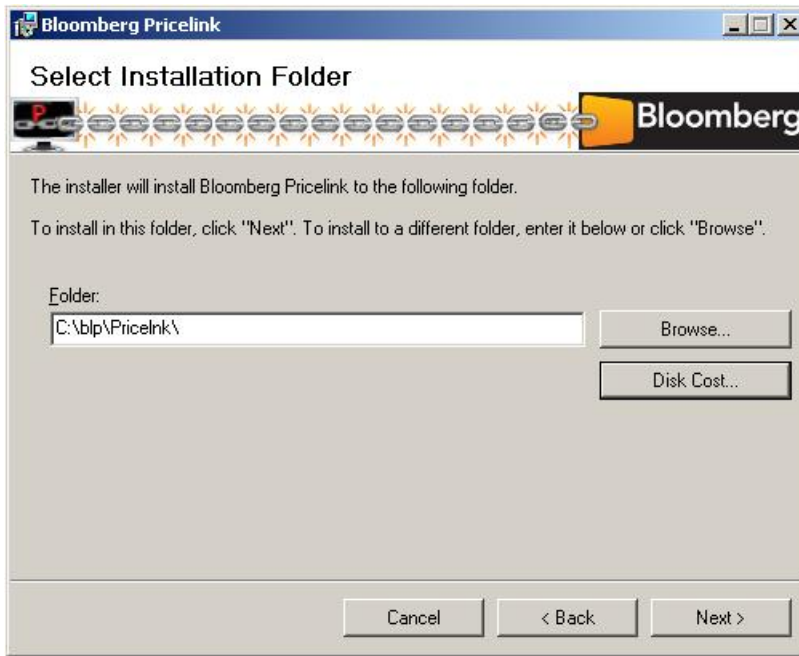 Bloomberg Pricelink
Select Installation Folder
P
Bloomberg
The installer will install Bloomberg Pricelink to the following folder.
To install in this folder, click "Next". To install to a different folder, enter it below or click "Browse".
Folder:
C:\blp\Pricelnk\
Browse...
Disk Cost...
Cancel
< Back
Next >